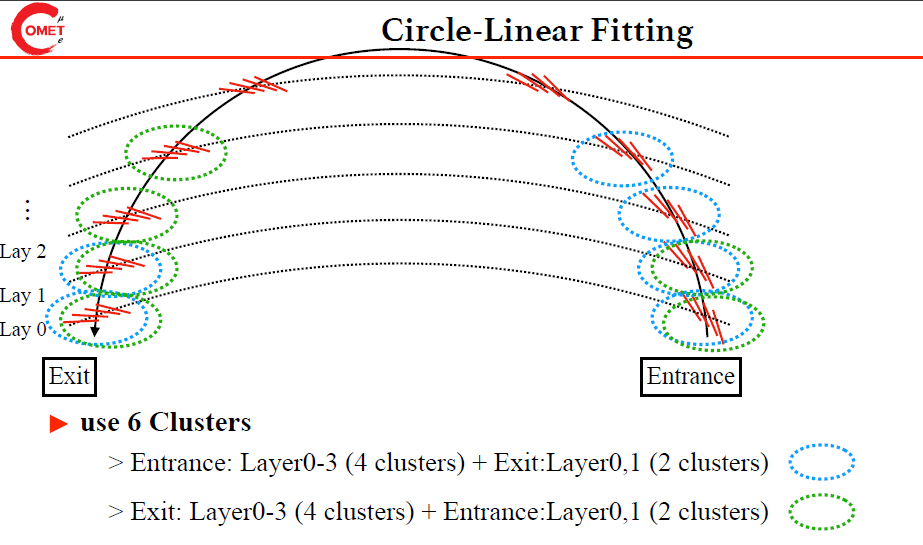 μ
COMET
e
Circle-Linear Fitting
⋮
Lay 2
Lay 1
Lay 0
Exit
Entrance
use 6 Clusters
> Entrance: Layer0-3 (4 clusters) + Exit:Layer0,1 (2 clusters)
> Exit: Layer0-3 (4 clusters) + Entrance:Layer0,1 (2 clusters)